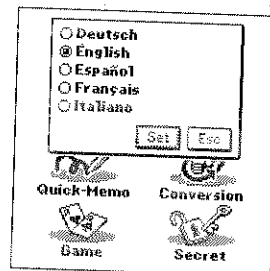 Deutsch
English
Español
Français
Italiano
Set Esc
Quick-Memo Conversion
Game Secret